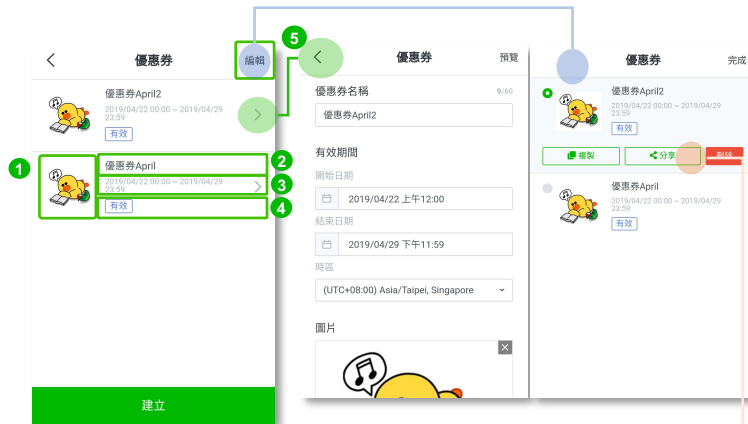 優惠券
編輯
優惠券April2
2019/04/22 00:00 ~ 2019/04/29
23:59
有效
1
優惠券April
2
2019/04/22 00:00 ~ 2019/04/29
23:59
3
有效
4
建立
5
優惠券
預覽
優惠券名稱
9/60
優惠券April2
有效期間
開始日期
2019/04/22 上午12:00
結束日期
2019/04/29 下午11:59
時區
(UTC+08:00) Asia/Taipei, Singapore
圖片
優惠券
完成
優惠券April2
2019/04/22 00:00 ~ 2019/04/29
23:59
有效
複製
分享
刪除
優惠券April
2019/04/22 00:00 ~ 2019/04/29
23:59
有效